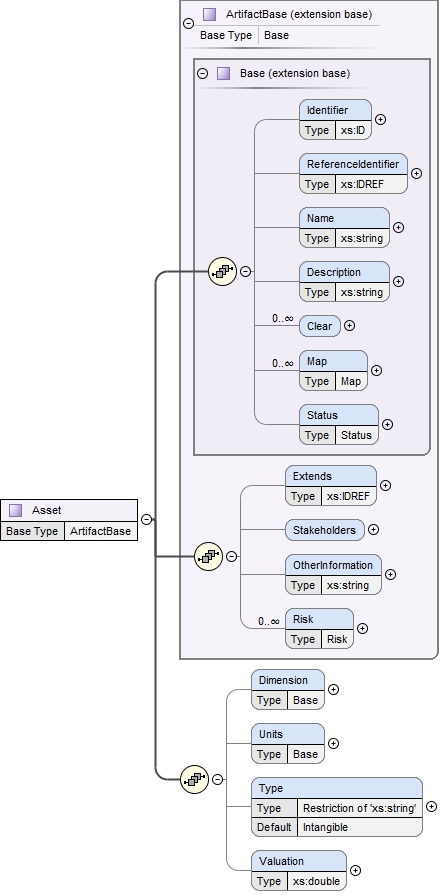 ArtifactBase (extension base)
Base Type Base
Base (extension base)
Identifier
Type xs:ID
ReferenceIdentifier
Type xs:IDREF
Name
Type xs:string
Description
Type xs:string
0..∞
Clear
0..∞
Map
Type Map
Status
Type Status
Asset
Base Type ArtifactBase
Extends
Type xs:IDREF
Stakeholders
OtherInformation
Type xs:string
0..∞
Risk
Type Risk
Dimension
Type Base
Units
Type Base
Type
Type Restriction of 'xs:string'
Default Intangible
Valuation
Type xs:double